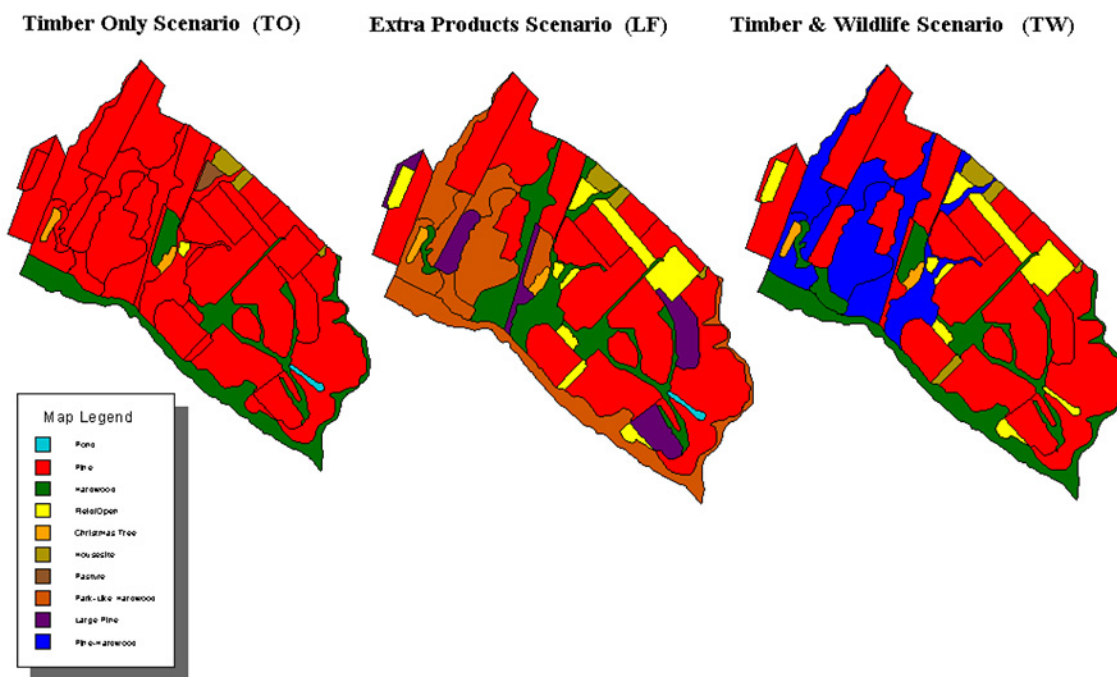 Timber Only Scenario (TO)
Extra Products Scenario (LF)
Timber & Wildlife Scenario (TW)
Map Legend
Pond
Pine
Hardwood
Field/Open
Christmas Tree
Housesite
Pasture
Park-Like Hardwood
Large Pine
Pine-Hardwood